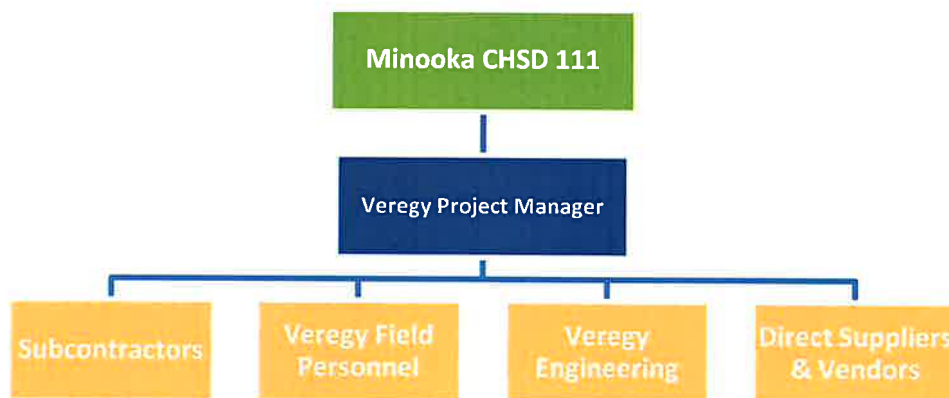 Minooka CHSD 111
Veregy Project Manager
Subcontractors
Veregy Field
Personnel
Veregy
Engineering
Direct Suppliers
& Vendors